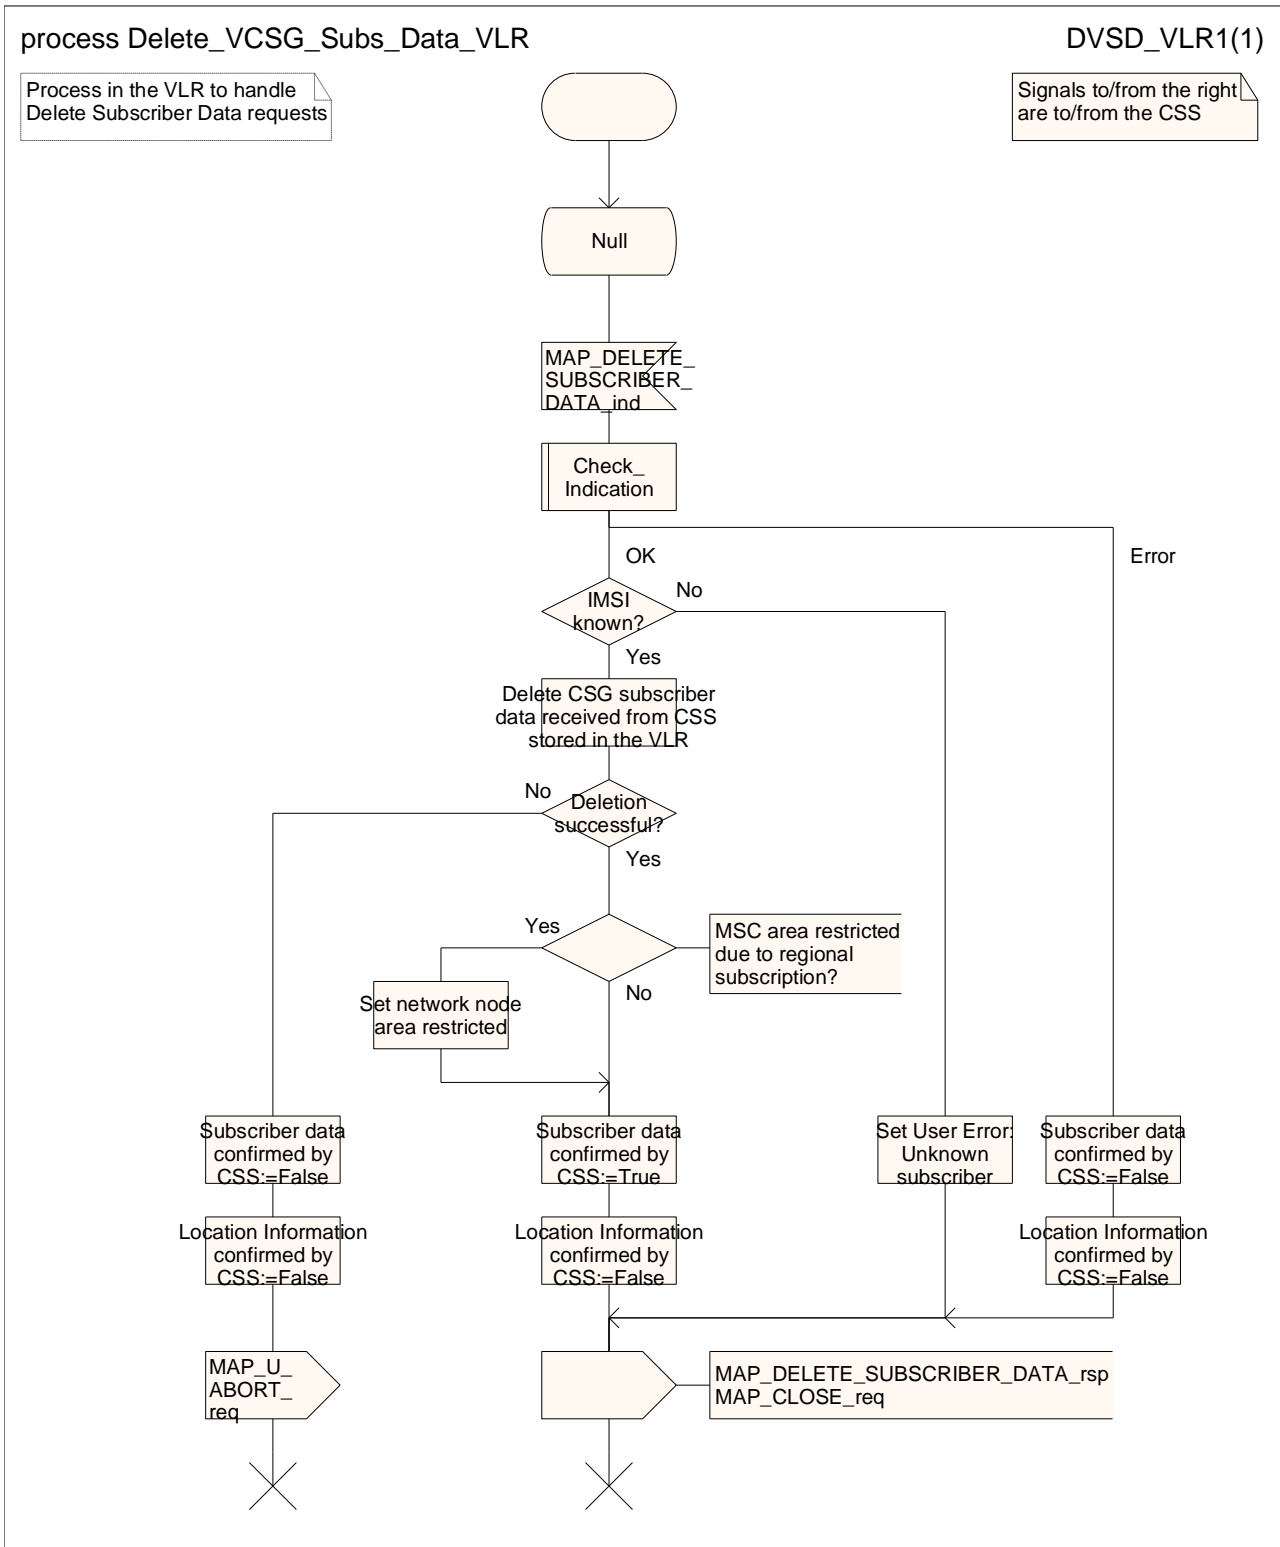 process Delete_VCSG_Subs_Data_VLR
DVSD_VLR1(1)
Process in the VLR to handle
Delete Subscriber Data requests
Signals to/from the right
are to/from the CSS
Null
MAP_DELETE_
SUBSCRIBER_
DATA_ind
Check_
Indication
OK
Error
IMSI
known?
No
Yes
Delete CSG subscriber
data received from CSS
stored in the VLR
No
Deletion
successful?
Yes
Yes
MSC area restricted
due to regional
subscription?
No
Set network node
area restricted
Subscriber data
confirmed by
CSS:=False
Subscriber data
confirmed by
CSS:=True
Set User Error:
Unknown
subscriber
Subscriber data
confirmed by
CSS:=False
Location Information
confirmed by
CSS:=False
Location Information
confirmed by
CSS:=False
Location Information
confirmed by
CSS:=False
MAP_U_
ABORT_
req
MAP_DELETE_SUBSCRIBER_DATA_rsp
MAP_CLOSE_req